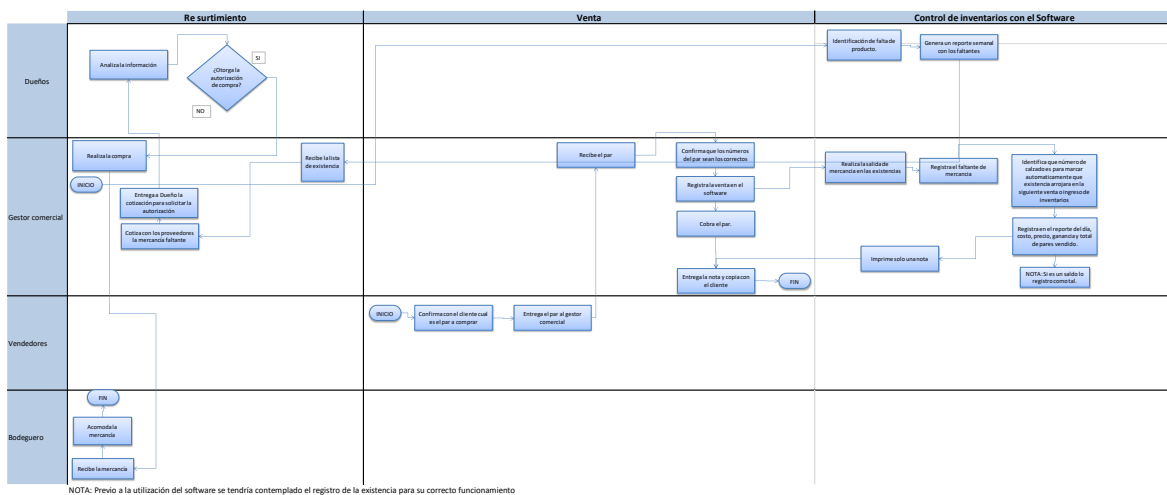 Re surtimiento
Venta
Control de inventarios con el Software
Dueños
Analiza la información
¿Otorga la
autorización
de compra?
SI
NO
Identificación de falta de
producto.
Genera un reporte semanal
con los faltantes
Gestor comercial
Realiza la compra
INICIO
Recibe la lista
de existencia
Entrega a Dueño la
cotización para solicitar la
autorización
Cotiza con los proveedores
la mercancía faltante
Recibe el par
Confirma que los números
del par sean los correctos
Registra la venta en el
software
Cobra el par.
Entrega la nota y copia con
el cliente
FIN
Realiza la salida de
mercancía en las existencias
Registra el faltante de
mercancía
Identifica que número de
calzado es para marcar
automaticamente que
existencia arrojara en la
siguiente venta o ingreso de
inventarios
Imprime solo una nota
Registra en el reporte del día,
costo, precio, ganancia y total
de pares vendido.
NOTA: SI es un saldo lo
registro como tal.
Vendedores
INICIO
Confirma con el cliente cual
es el par a comprar
Entrega el par al gestor
comercial
Bodeguero
FIN
Acomoda la
mercancía
Recibe la mercancía
NOTA: Previo a la utilización del software se tendría contemplado el registro de la existencia para su correcto funcionamiento